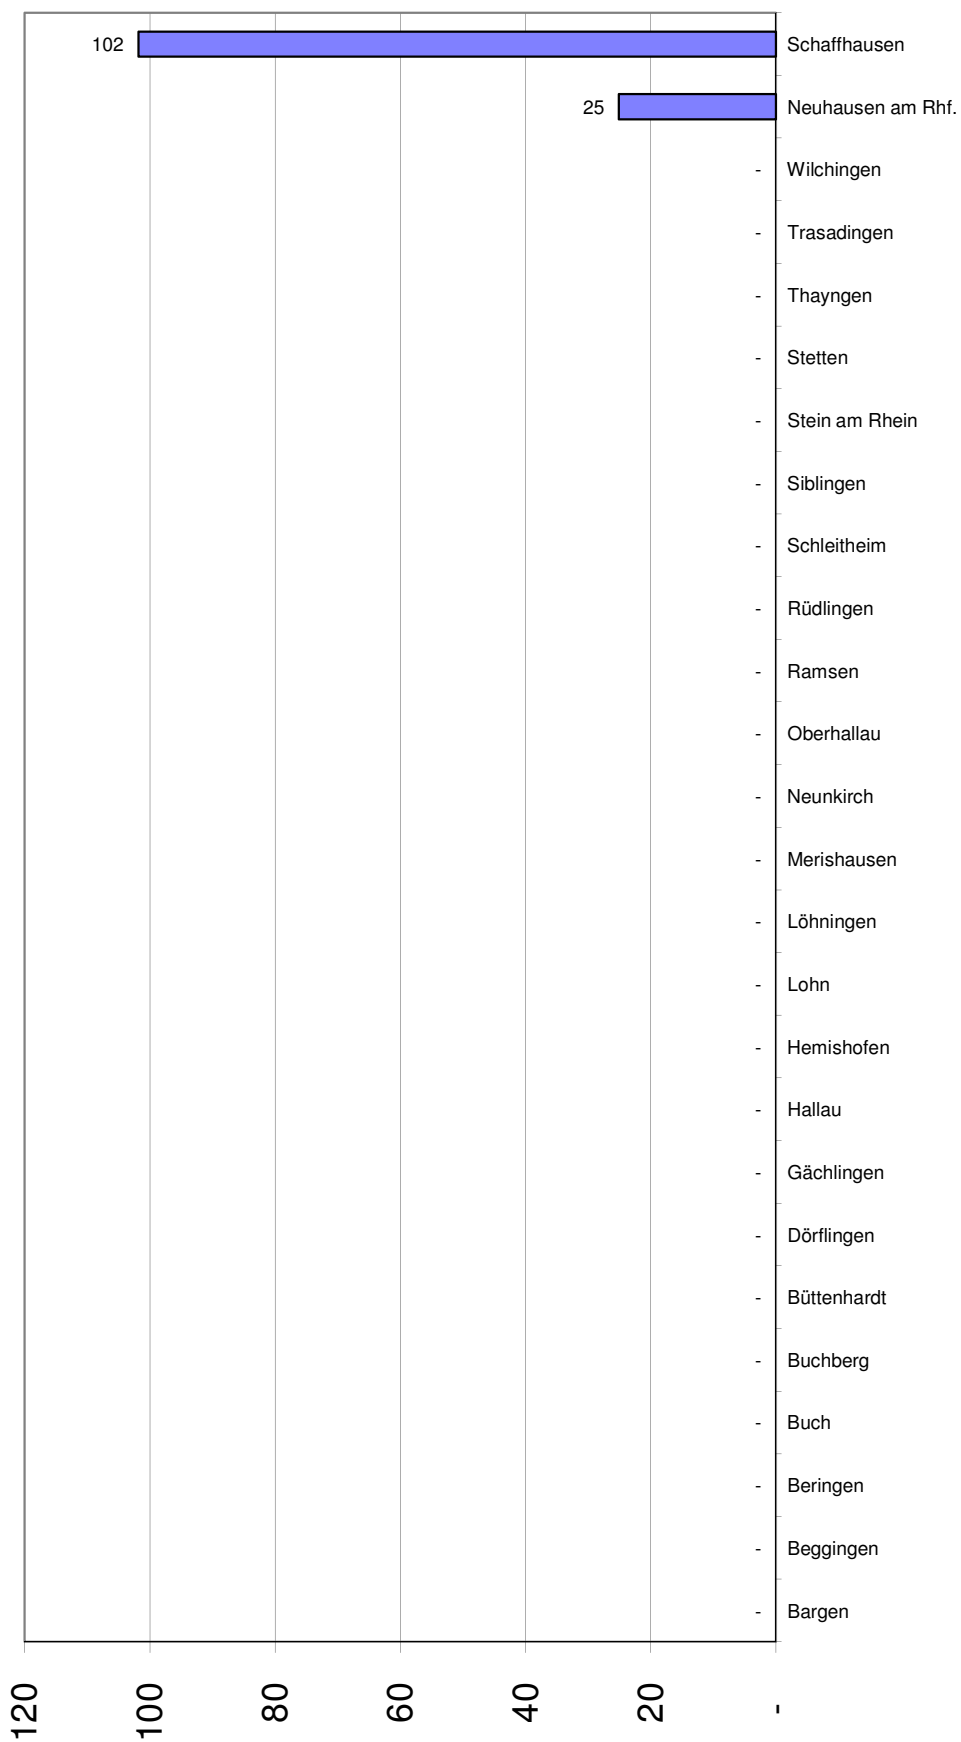 102 Schaffhausen
25 Neuhausen am Rhf.
- Wilchingen
- Trasadingen
- Thayngen
- Stetten
- Stein am Rhein
- Siblingen
- Schleitheim
- Rüdlingen
- Ramsen
- Oberhallau
- Neunkirch
- Merishausen
- Löhningen
- Lohn
- Hemishofen
- Hallau
- Gächlingen
- Dörflingen
- Büttenhardt
- Buchberg
- Buch
- Beringen
- Beggingen
- Bargen
120 100 80 60 40 20 -